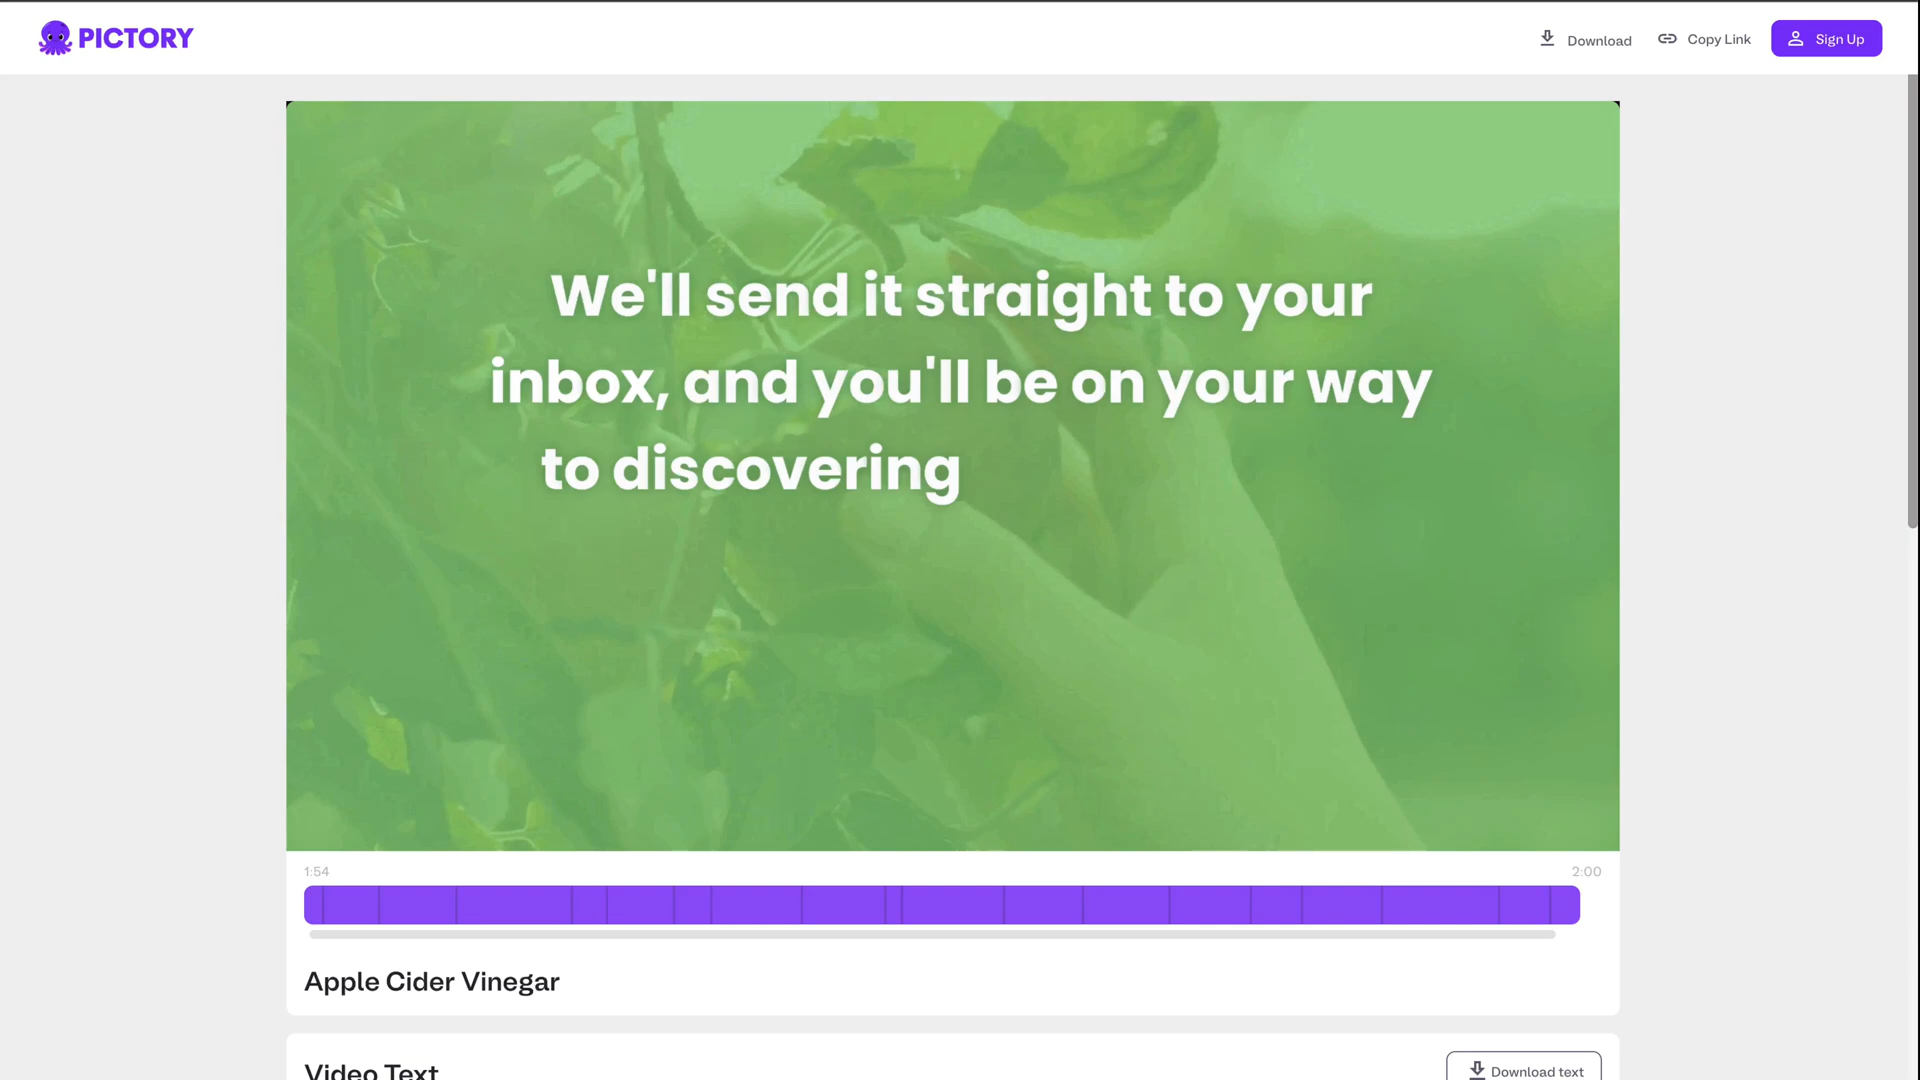 PICTORY
Download
Copy Link
Sign Up
We'll send it straight to your
inbox, and you'll be on your way
to discovering
1:54
2:00
Apple Cider Vinegar
Video Text
Download text